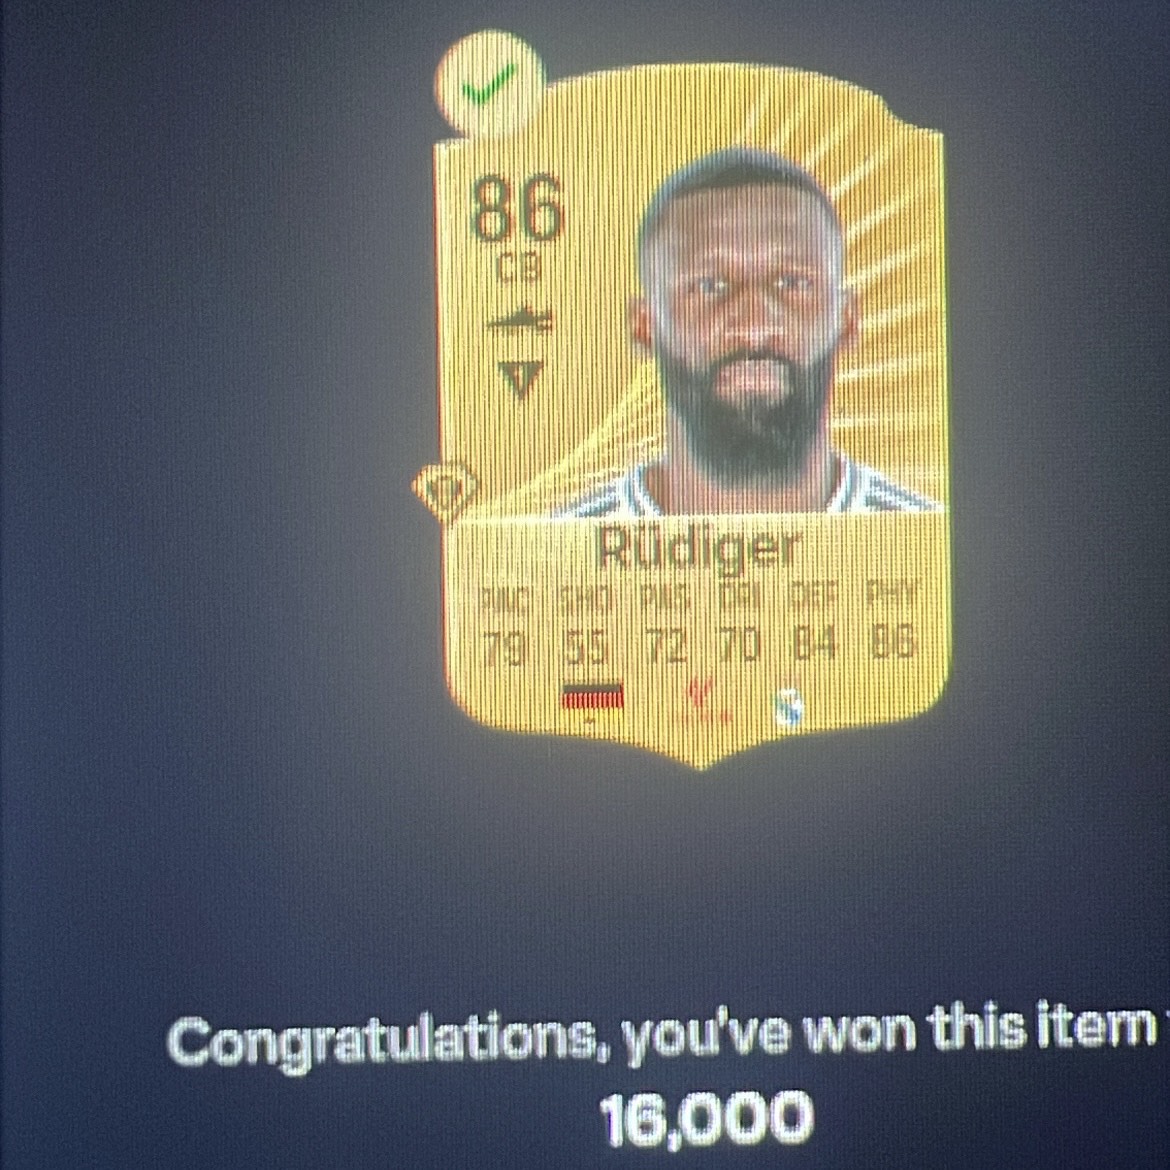 86
CB
Rüdiger
PAC SHO PAS DRI DEF PHY
79 55 72 70 84 86
Congratulations, you've won this item
16,000